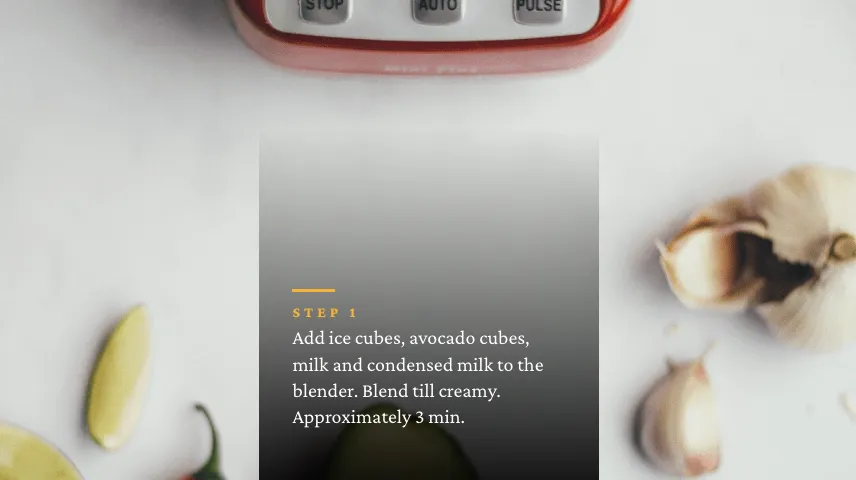 STOP
AUTO
PULSE
STEP 1
Add ice cubes, avocado cubes,
milk and condensed milk to the
blender. Blend till creamy.
Approximately 3 min.